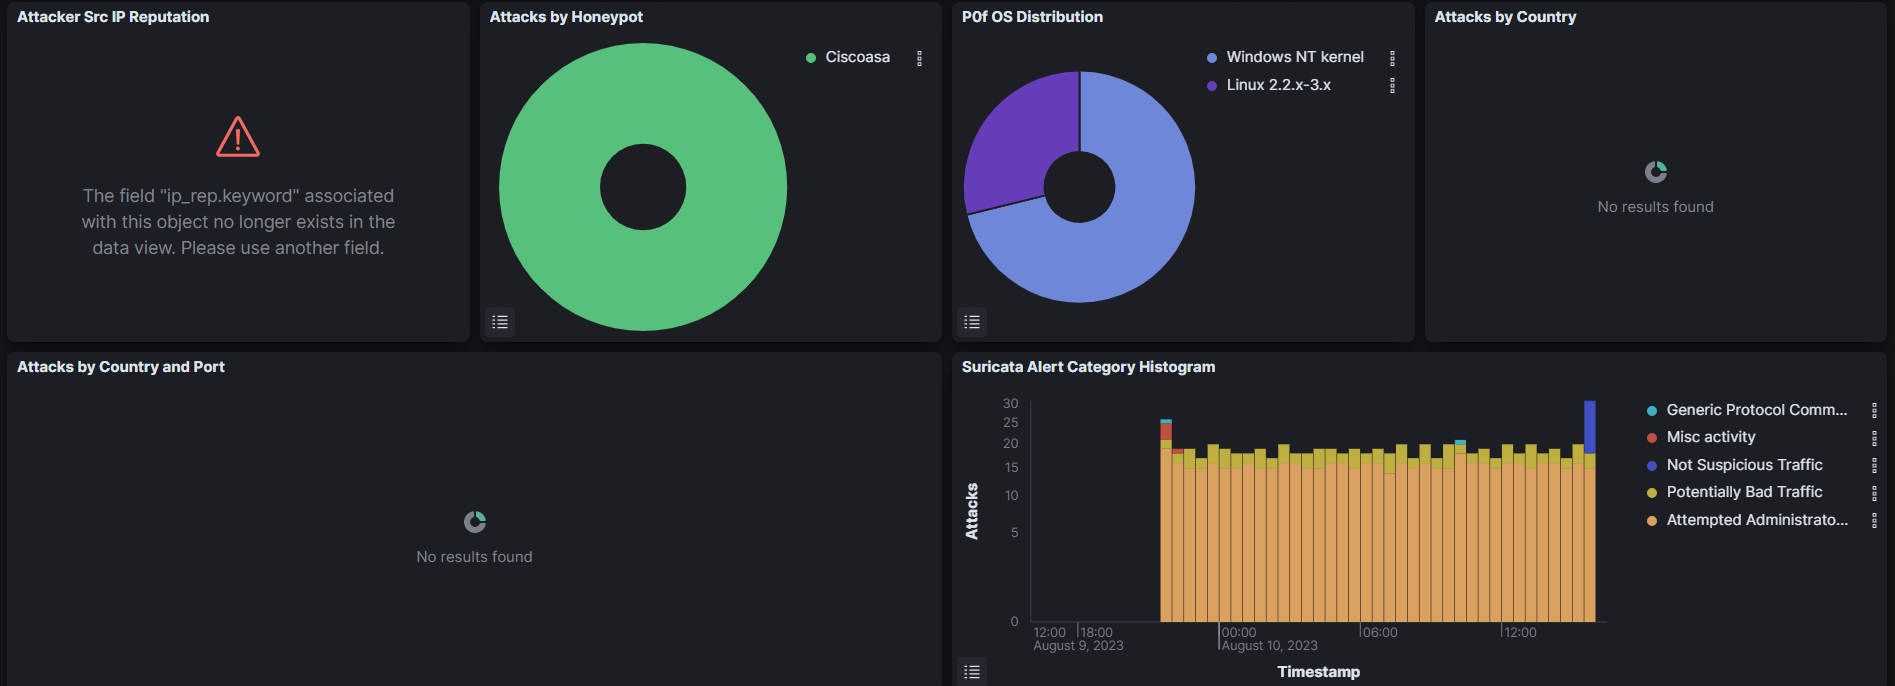 Attacker Src IP Reputation
The field "ip_rep.keyword" associated
with this object no longer exists in the
data view. Please use another field.
Attacks by Honeypot
Ciscoasa
P0f OS Distribution
Windows NT kernel
Linux 2.2.x-3.x
Attacks by Country
No results found
Attacks by Country and Port
No results found
Suricata Alert Category Histogram
Attacks
30
25
20
15
10
5
0
12:00
18:00
00:00
06:00
12:00
August 9, 2023
August 10, 2023
Timestamp
Generic Protocol Comm...
Misc activity
Not Suspicious Traffic
Potentially Bad Traffic
Attempted Administrato...